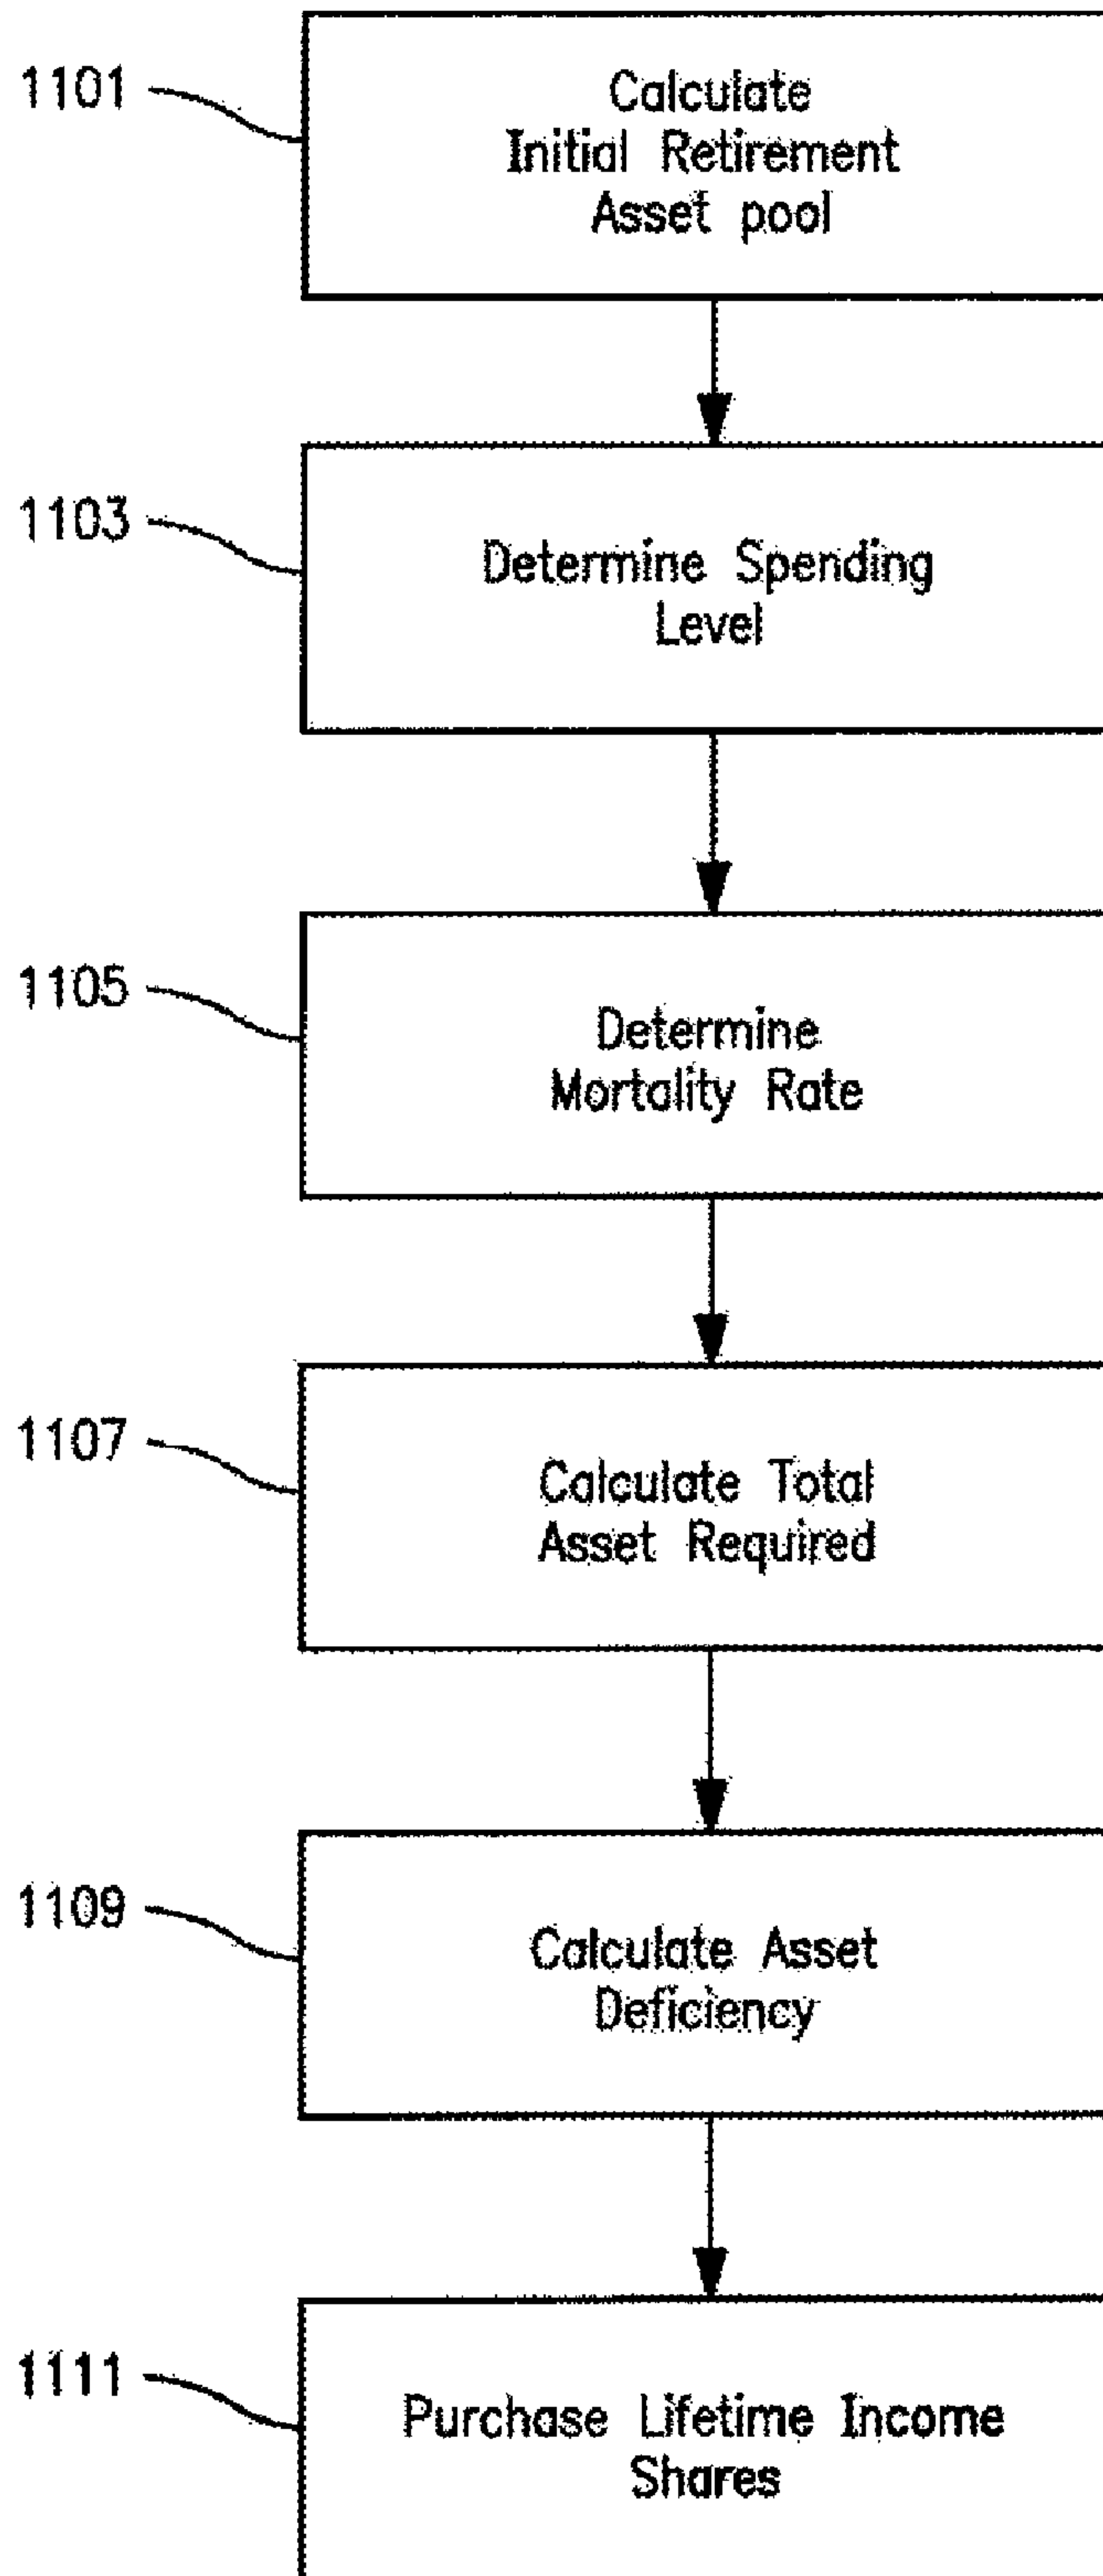 1101
Calculate
Initial Retirement
Asset pool
1103
Determine Spending
Level
1105
Determine
Mortality Rate
1107
Calculate Total
Asset Required
1109
Calculate Asset
Deficiency
1111
Purchase Lifetime Income
Shares